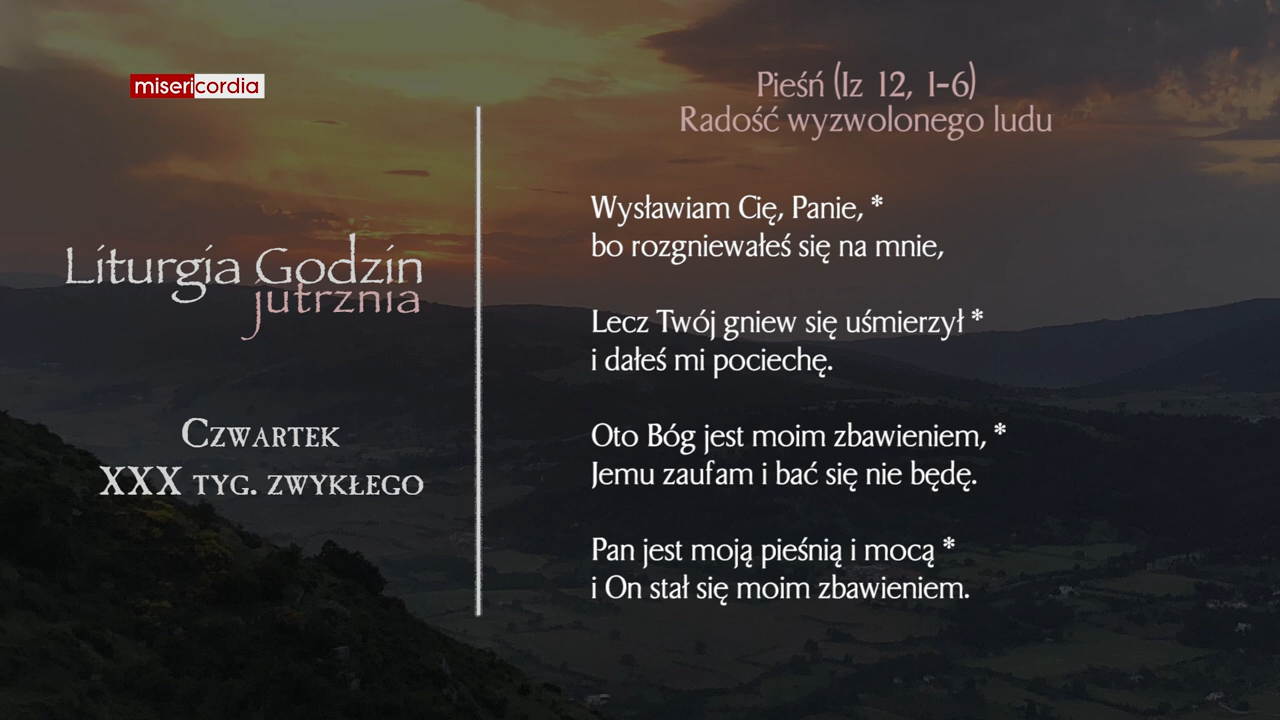 misericordia
Liturgia Godzin
jutrznia
Czwartek
XXX tyg. zwykłego
Pieśń (Iz 12, 1-6)
Radość wyzwolonego ludu
Wysławiam Cię, Panie, *
bo rozgniewałeś się na mnie,
Lecz Twój gniew się uśmierzył *
i dałeś mi pociechę.
Oto Bóg jest moim zbawieniem, *
Jemu zaufam i bać się nie będę.
Pan jest moją pieśnią i mocą *
i On stał się moim zbawieniem.